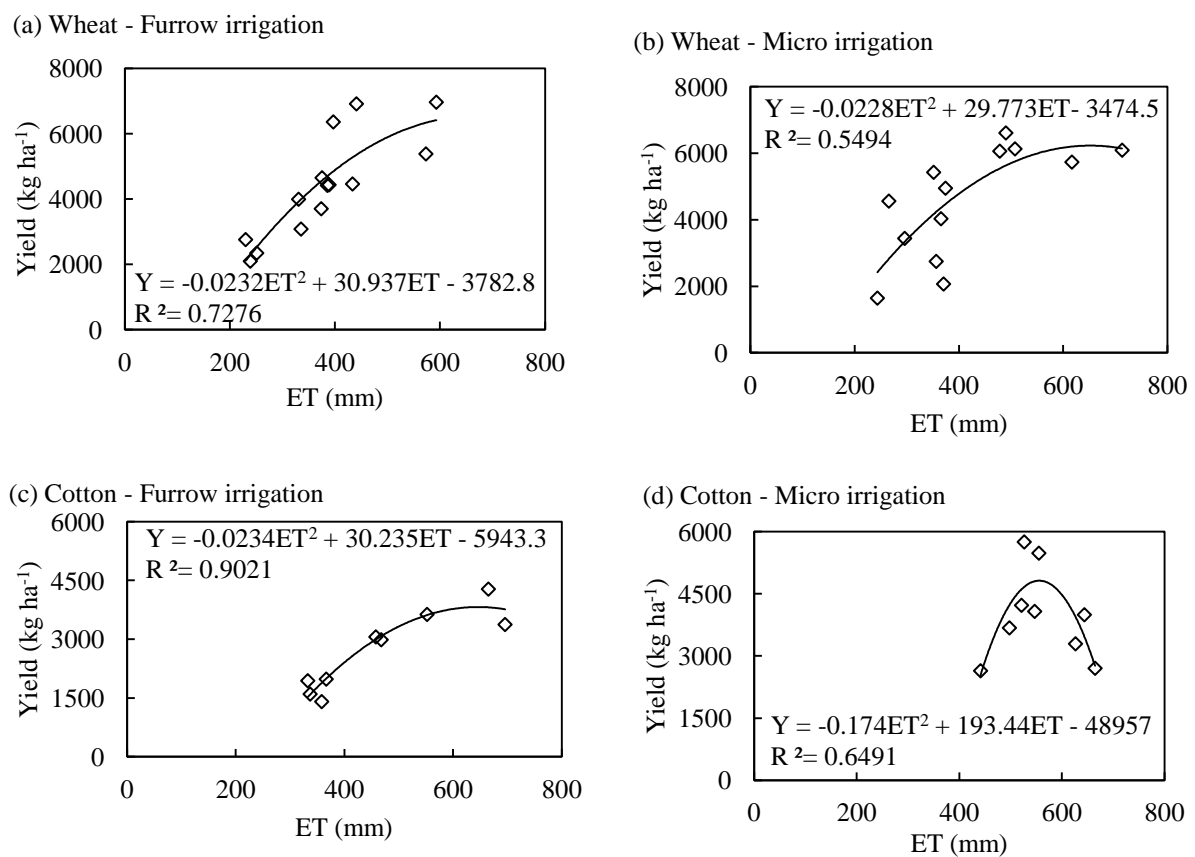 (a) Wheat - Furrow irrigation
8000
6000
4000
2000
0
Yield (kg ha⁻¹)
Y = -0.0232ET² + 30.937ET - 3782.8
R ²= 0.7276
0 200 400 600 800
ET (mm)
(b) Wheat - Micro irrigation
8000
6000
4000
2000
0
Yield (kg ha⁻¹)
Y = -0.0228ET² + 29.773ET- 3474.5
R ²= 0.5494
0 200 400 600 800
ET (mm)
(c) Cotton - Furrow irrigation
6000
4500
3000
1500
0
Yield (kg ha⁻¹)
Y = -0.0234ET² + 30.235ET - 5943.3
R ²= 0.9021
0 200 400 600 800
ET (mm)
(d) Cotton - Micro irrigation
6000
4500
3000
1500
0
Yield (kg ha⁻¹)
Y = -0.174ET² + 193.44ET - 48957
R ²= 0.6491
0 200 400 600 800
ET (mm)